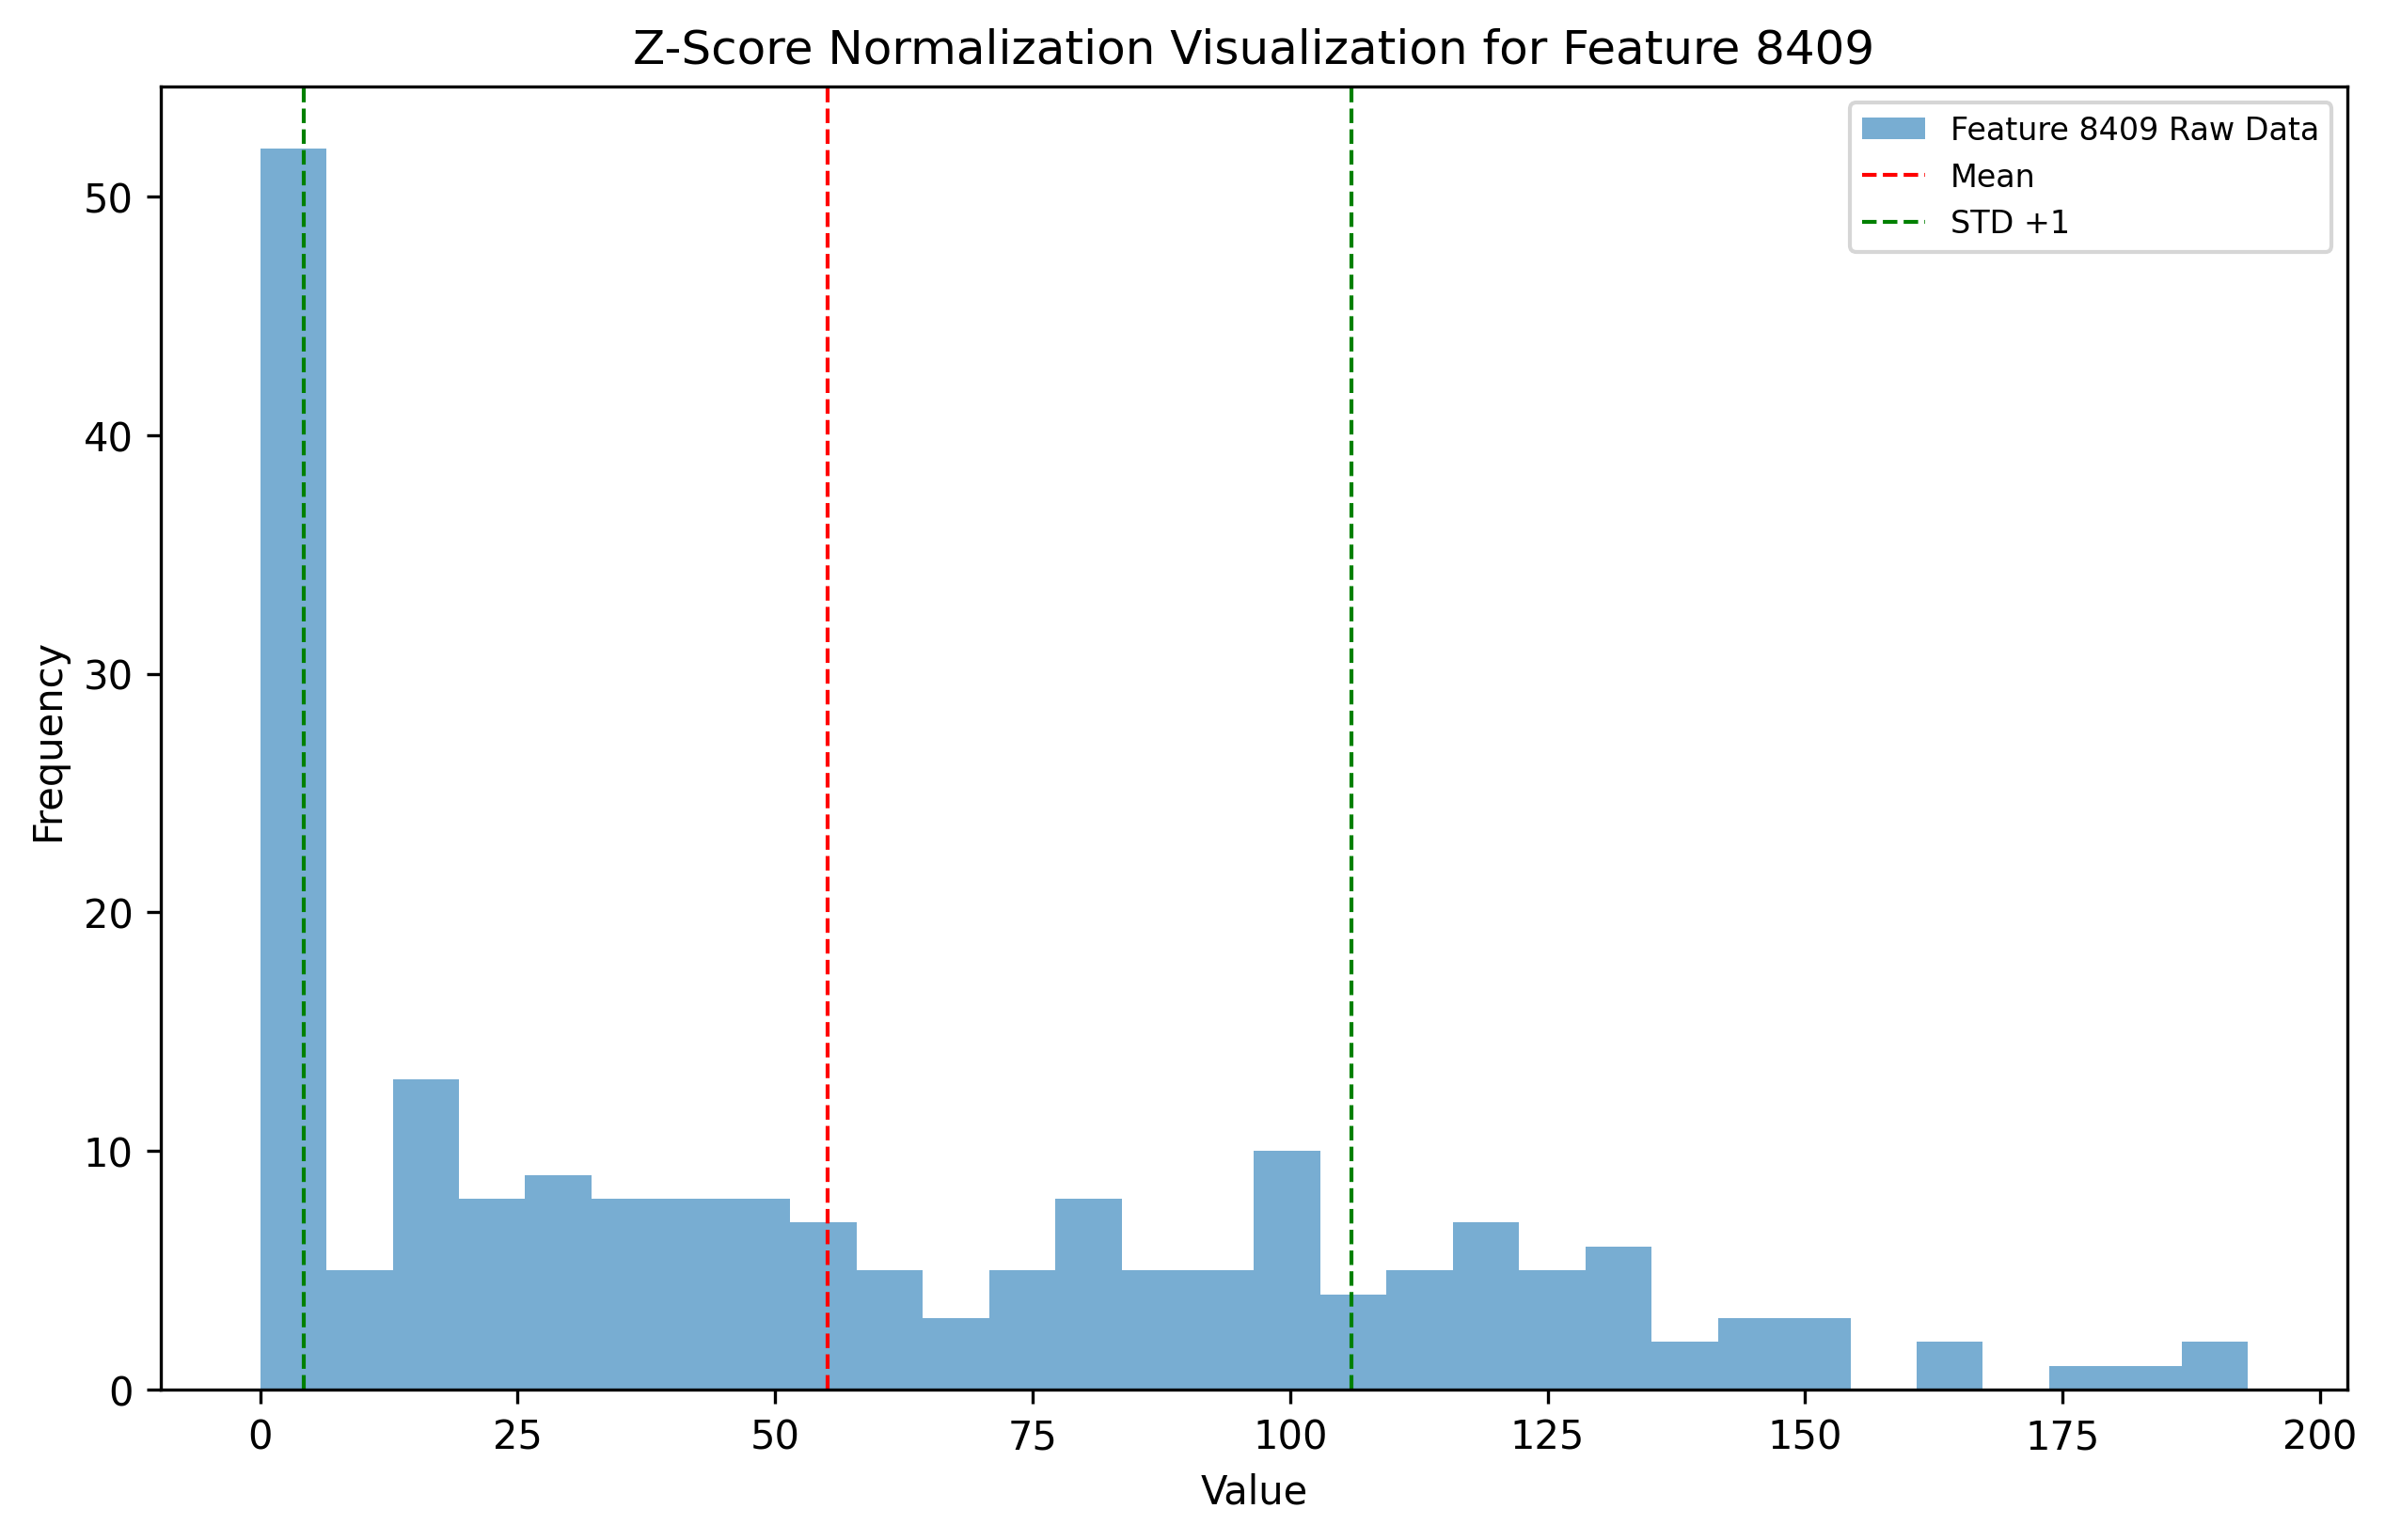 Z-Score Normalization Visualization for Feature 8409
Feature 8409 Raw Data
Mean
STD +1
50
40
30
20
10
0
Frequency
0 25 50 75 100 125 150 175 200
Value